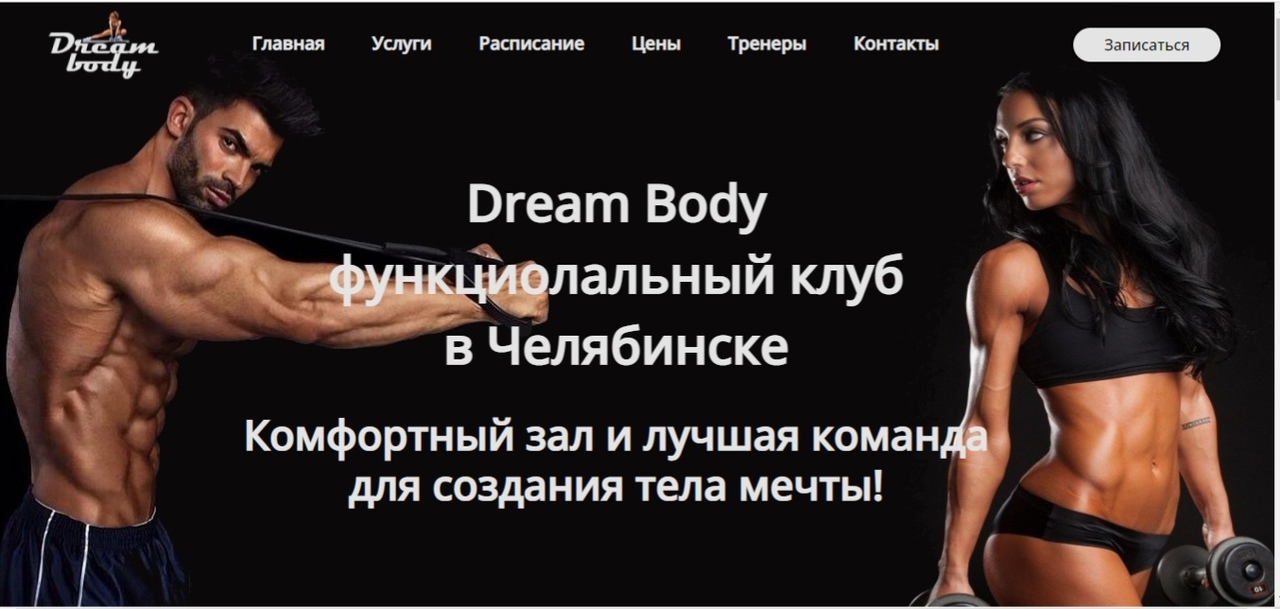 Dream
body
Главная Услуги Расписание Цены Тренеры Контакты Записаться
Dream Body
функциолальный клуб
в Челябинске
Комфортный зал и лучшая команда
для создания тела мечты!